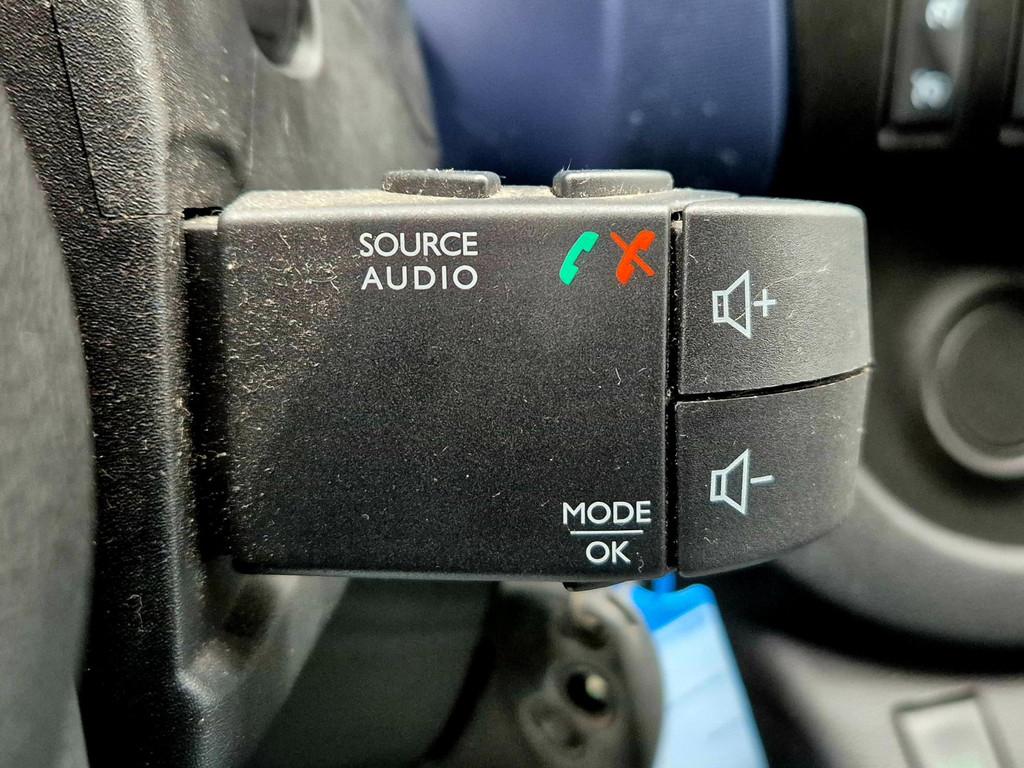 SOURCE
AUDIO
+
-
MODE
OK